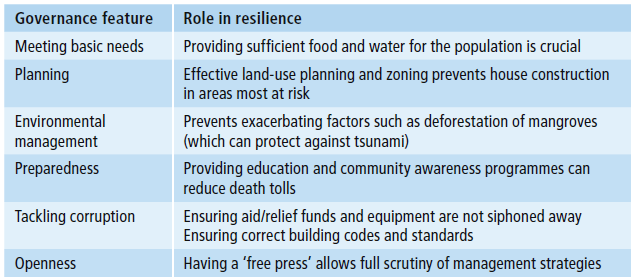 Governance feature Role in resilience
Meeting basic needs Providing sufficient food and water for the population is crucial
Planning Effective land-use planning and zoning prevents house construction
in areas most at risk
Environmental Prevents exacerbating factors such as deforestation of mangroves
management (which can protect against tsunami)
Preparedness Providing education and community awareness programmes can
reduce death tolls
Tackling corruption Ensuring aid/relief funds and equipment are not siphoned away
Ensuring correct building codes and standards
Openness Having a ‘free press’ allows full scrutiny of management strategies